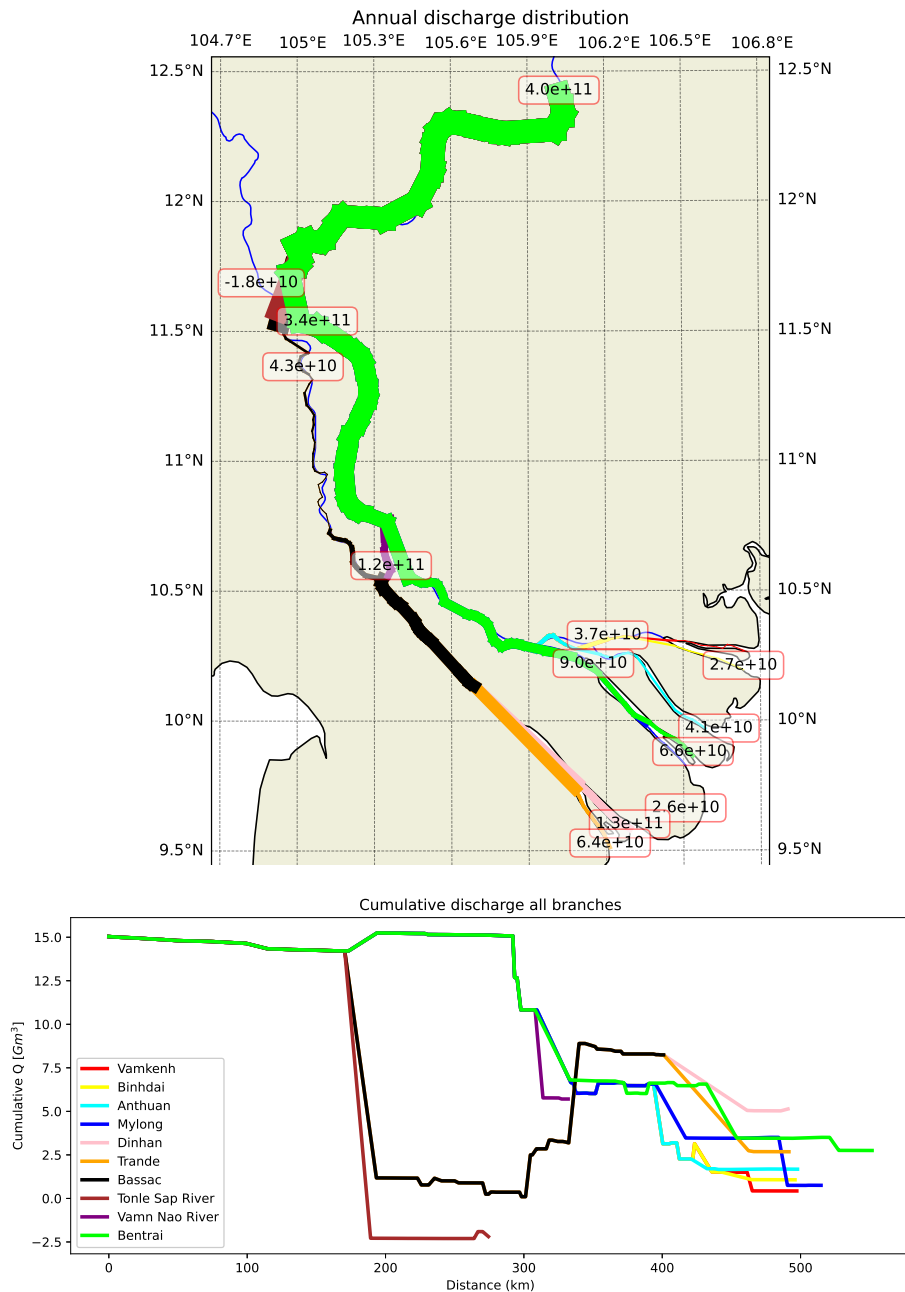 Annual discharge distribution
104.7°E 105°E 105.3°E 105.6°E 105.9°E 106.2°E 106.5°E 106.8°E
12.5°N 12.5°N
4.0e+11
12°N 12°N
-1.8e+10
3.4e+11
11.5°N 11.5°N
4.3e+10
11°N 11°N
1.2e+11
10.5°N 10.5°N
3.7e+10
9.0e+10 2.7e+10
10°N 10°N
4.1e+10
6.6e+10
2.6e+10
1.3e+11
6.4e+10
9.5°N 9.5°N
Cumulative discharge all branches
15.0
12.5
10.0
7.5
5.0
2.5
0.0
−2.5
Cumulative Q [Gm³]
Vamkenh
Binhdai
Anthuan
Mylong
Dinhan
Trande
Bassac
Tonle Sap River
Vamn Nao River
Bentrai
0 100 200 300 400 500
Distance (km)